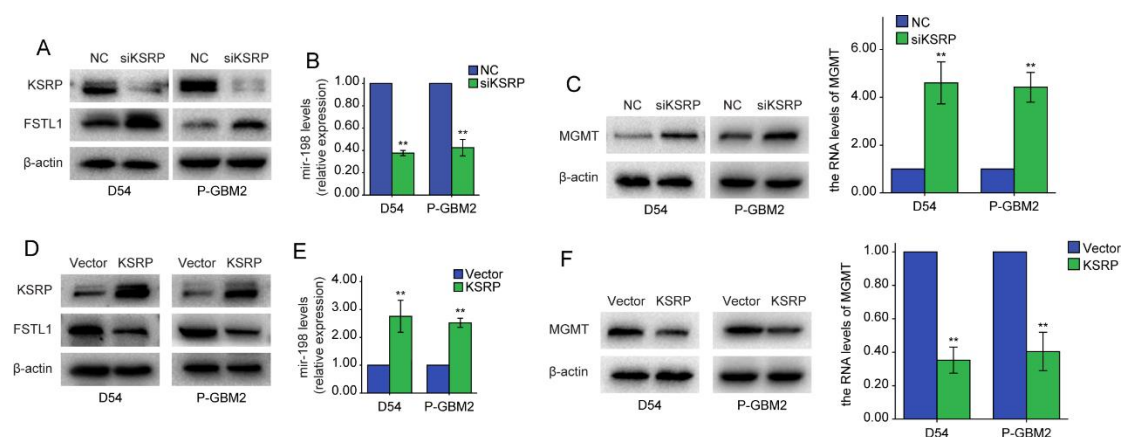 A
NC siKSRP NC siKSRP
KSRP
FSTL1
β-actin
D54 P-GBM2
B
NC
siKSRP
mir-198 levels
(relative expression)
1.00
0.80
0.60
0.40
0.20
0.00
** **
D54 P-GBM2
C
NC siKSRP NC siKSRP
MGMT
β-actin
D54 P-GBM2
NC
siKSRP
the RNA levels of MGMT
6.00
4.00
2.00
0.00
** **
D54 P-GBM2
D
Vector KSRP Vector KSRP
KSRP
FSTL1
β-actin
D54 P-GBM2
E
Vector
KSRP
mir-198 levels
(relative expression)
4.00
3.00
2.00
1.00
0.00
** **
D54 P-GBM2
F
Vector KSRP Vector KSRP
MGMT
β-actin
D54 P-GBM2
Vector
KSRP
the RNA levels of MGMT
1.00
0.80
0.60
0.40
0.20
0.00
** **
D54 P-GBM2